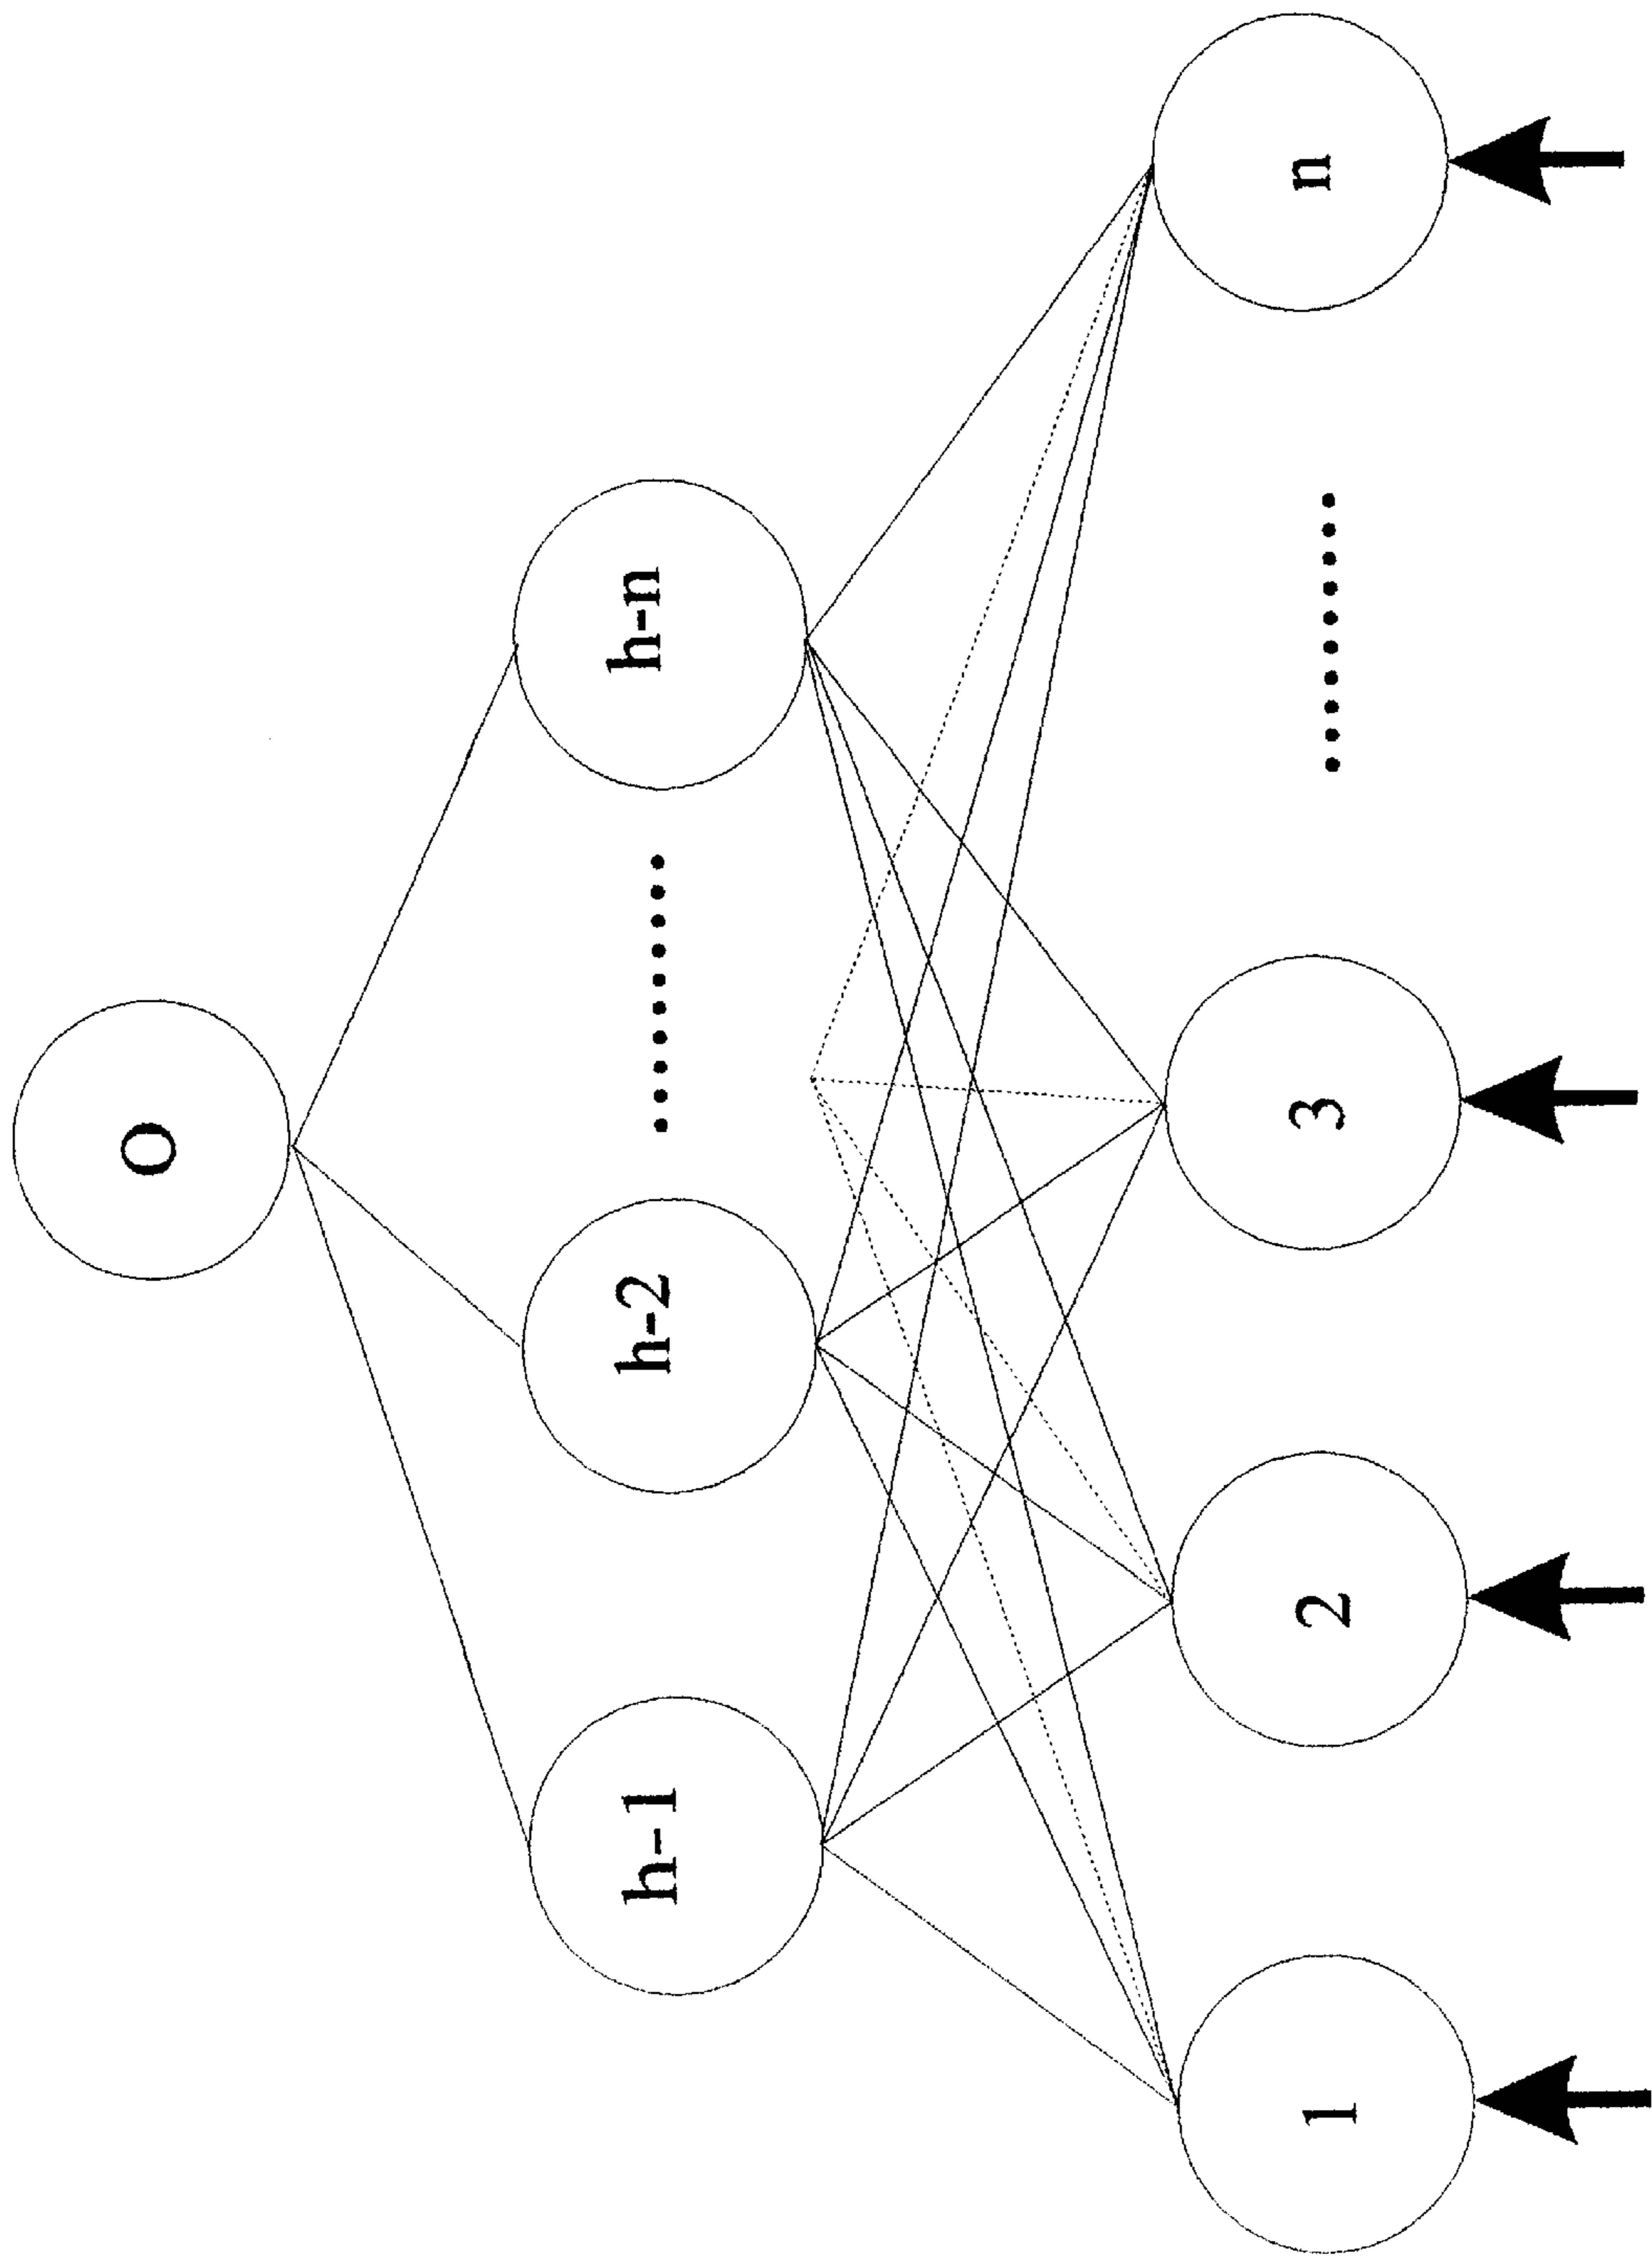 O
h-1 h-2 .......... h-n
1 2 3 .......... n